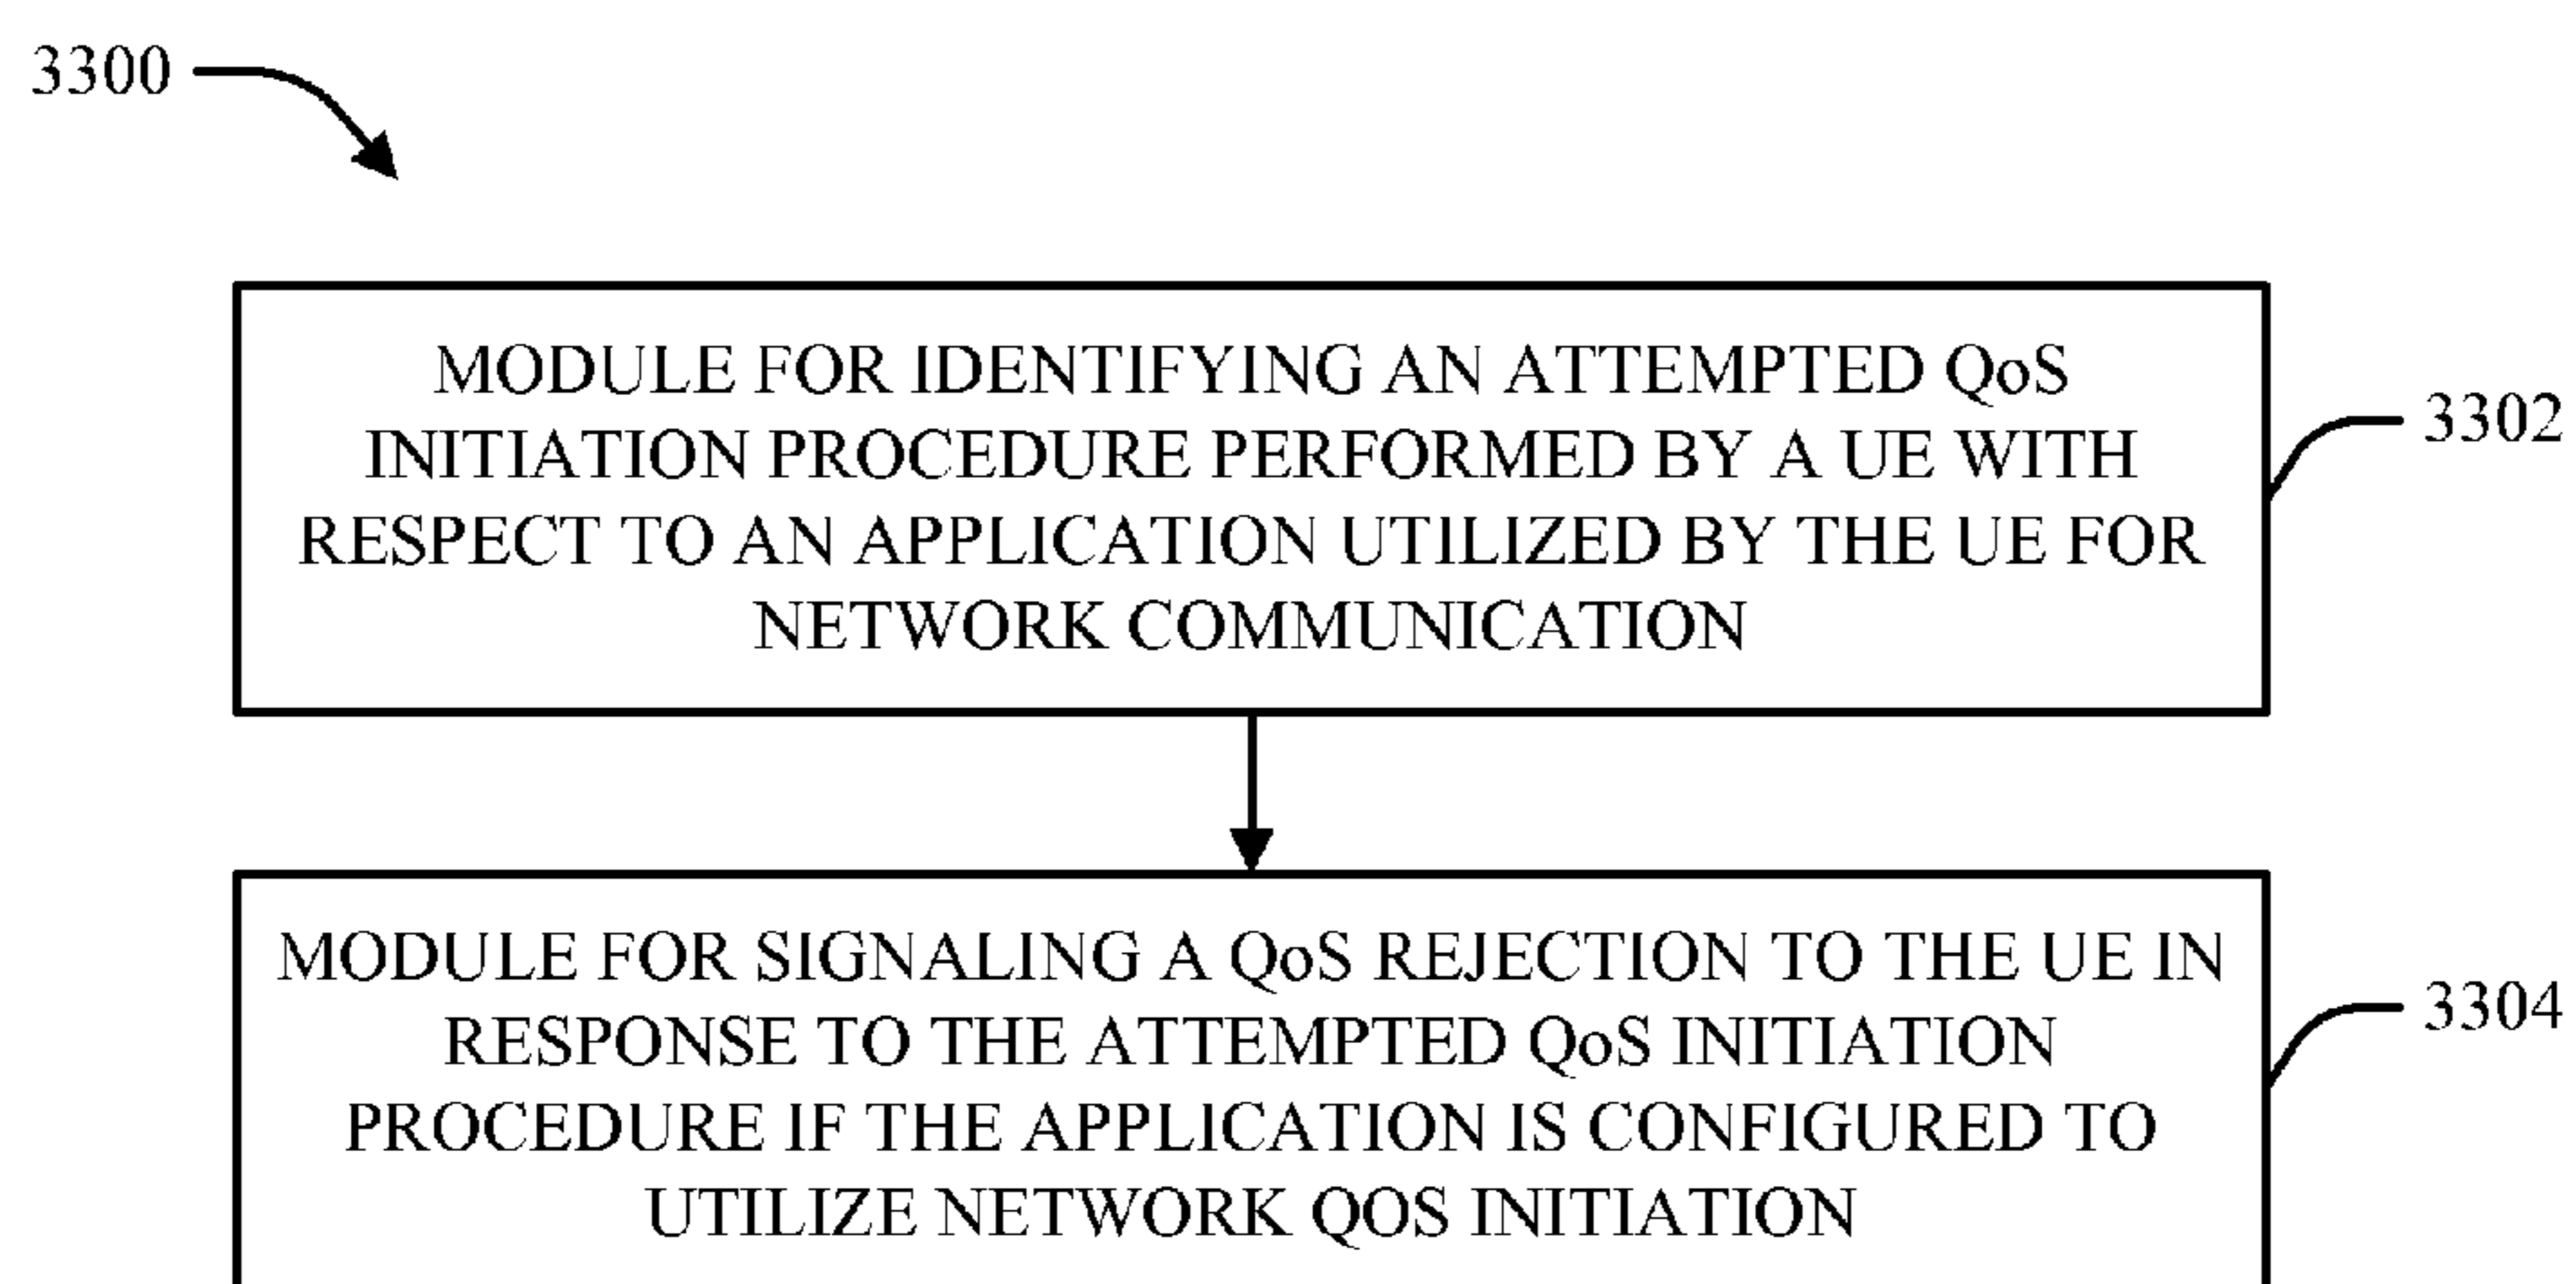 3300
MODULE FOR IDENTIFYING AN ATTEMPTED QoS
INITIATION PROCEDURE PERFORMED BY A UE WITH
RESPECT TO AN APPLICATION UTILIZED BY THE UE FOR
NETWORK COMMUNICATION
3302
MODULE FOR SIGNALING A QoS REJECTION TO THE UE IN
RESPONSE TO THE ATTEMPTED QoS INITIATION
PROCEDURE IF THE APPLICATION IS CONFIGURED TO
UTILIZE NETWORK QOS INITIATION
3304